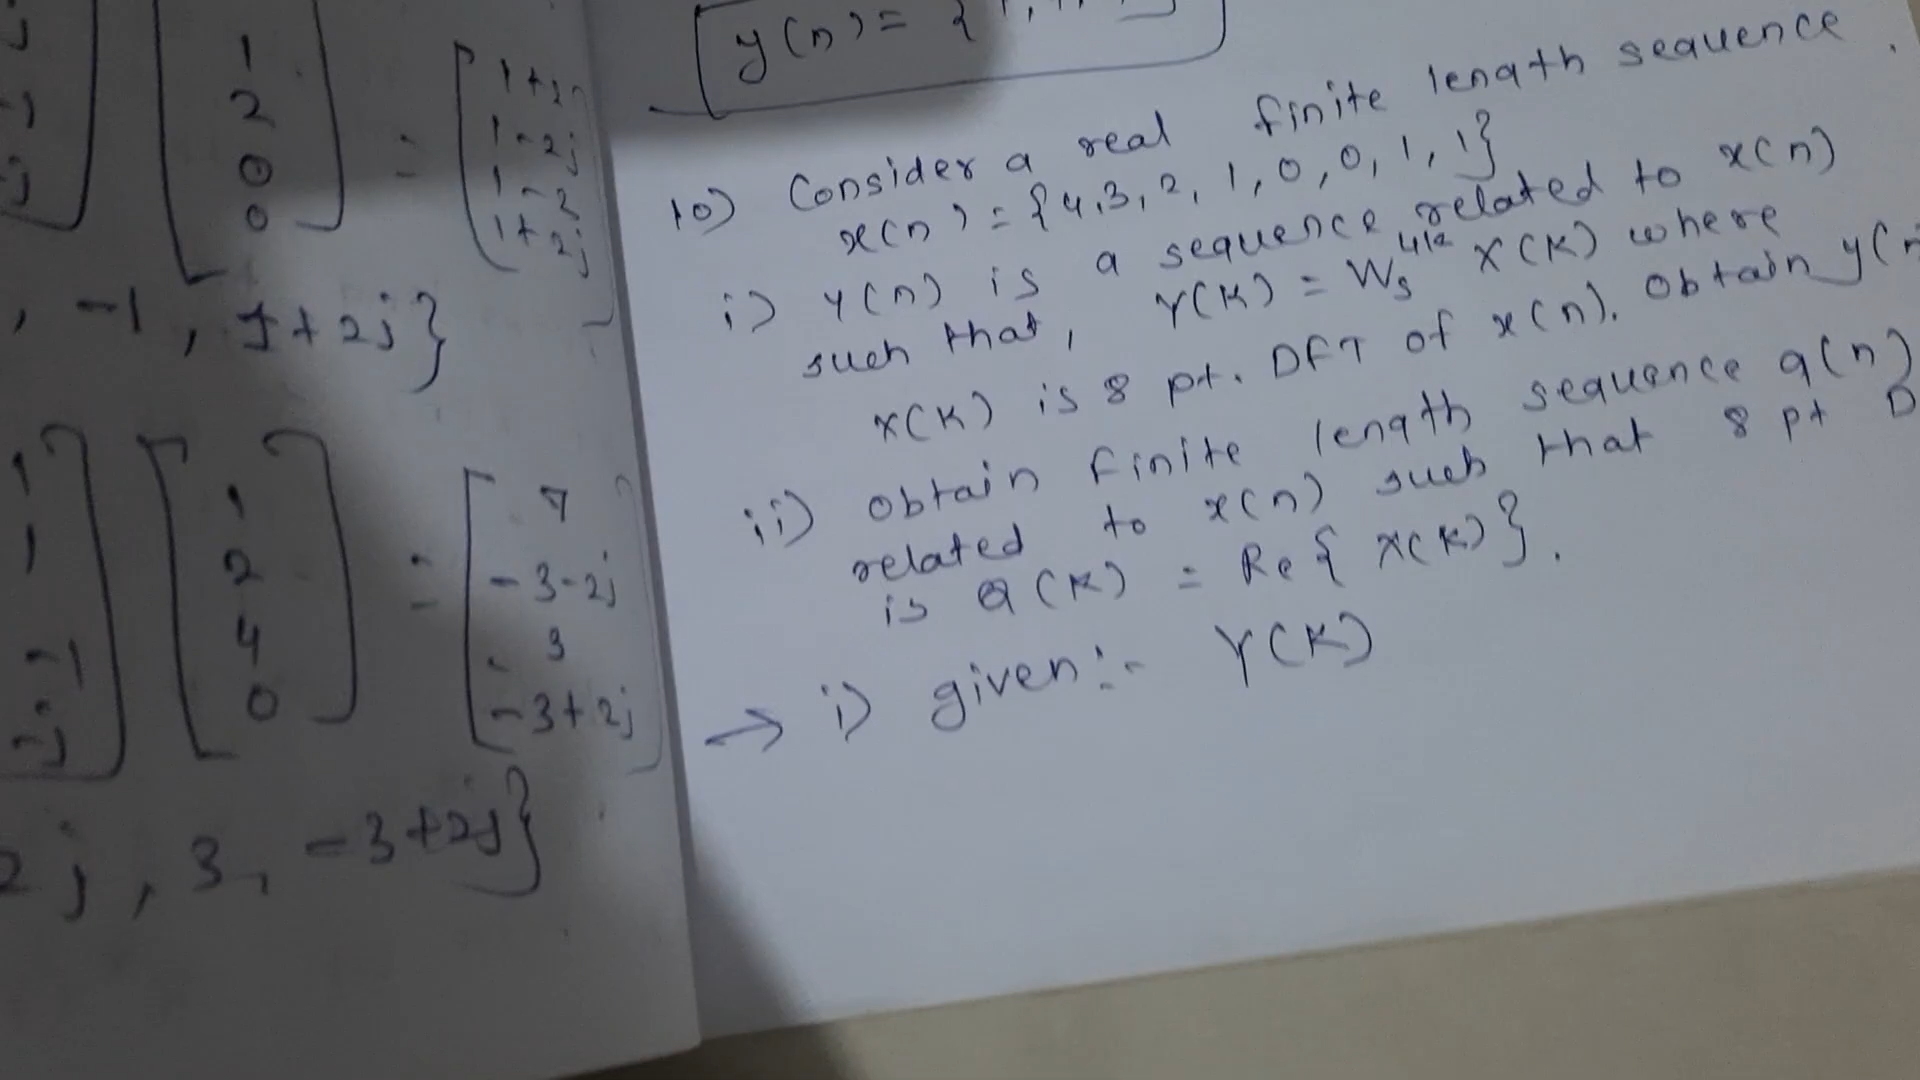 1
2
0
0
=
1+2j
1-2j
1-2
1+2j
, -1, 1+2j}
1
1
-1
-j
1
2
4
0
=
7
-3-2j
3
-3+2j
2j, 3, -3+2j}
y(n) = {
10) Consider a real finite length sequence.
x(n) = {4,3,2,1,0,0,1,1}
i) Y(n) is a sequence related to x(n)
such that, Y(K) = W8^4k X(K) where
X(K) is 8 pt. DFT of x(n). Obtain y(n
ii) obtain finite length sequence q(n)
related to x(n) such that 8 pt D
is Q(K) = Re{X(K)}.
→ i) given:- Y(K)